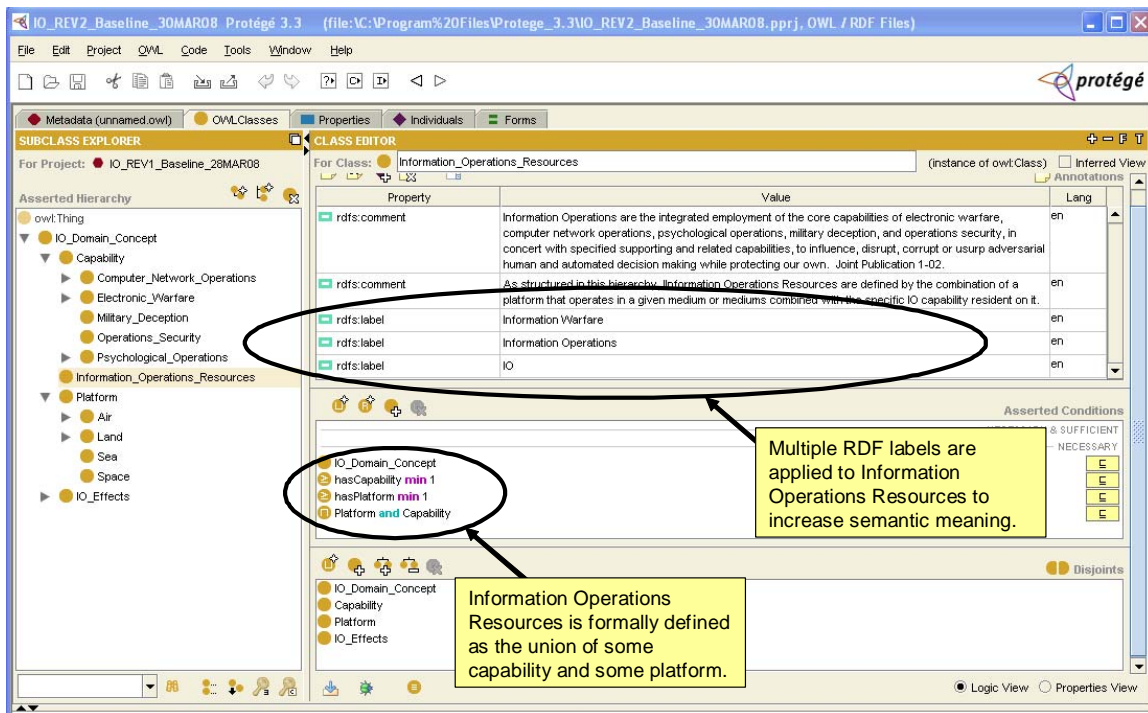 IO_REV2_Baseline_30MAR08 Protégé 3.3 (file:\C:\Program%20Files\Protege_3.3\IO_REV2_Baseline_30MAR08.pprj, OWL / RDF Files)
File Edit Project OWL Code Tools Window Help
protégé
Metadata (unnamed.owl) OWLClasses Properties Individuals Forms
SUBCLASS EXPLORER
For Project: IO_REV1_Baseline_28MAR08
Asserted Hierarchy
owl:Thing
IO_Domain_Concept
Capability
Computer_Network_Operations
Electronic_Warfare
Military_Deception
Operations_Security
Psychological_Operations
Information_Operations_Resources
Platform
Air
Land
Sea
Space
IO_Effects
CLASS EDITOR
For Class: Information_Operations_Resources (instance of owl:Class) Inferred View
Annotations
Property Value Lang
rdfs:comment Information Operations are the integrated employment of the core capabilities of electronic warfare, en
computer network operations, psychological operations, military deception, and operations security, in
concert with specified supporting and related capabilities, to influence, disrupt, corrupt or usurp adversarial
human and automated decision making while protecting our own. Joint Publication 1-02.
rdfs:comment As structured in this hierarchy, IInformation Operations Resources are defined by the combination of a en
platform that operates in a given medium or mediums combined with the specific IO capability resident on it.
rdfs:label Information Warfare en
rdfs:label Information Operations en
rdfs:label IO en
Asserted Conditions
& SUFFICIENT
NECESSARY
IO_Domain_Concept
hasCapability min 1
hasPlatform min 1
Platform and Capability
Multiple RDF labels are
applied to Information
Operations Resources to
increase semantic meaning.
Disjoints
IO_Domain_Concept
Capability
Platform
IO_Effects
Information Operations
Resources is formally defined
as the union of some
capability and some platform.
Logic View Properties View